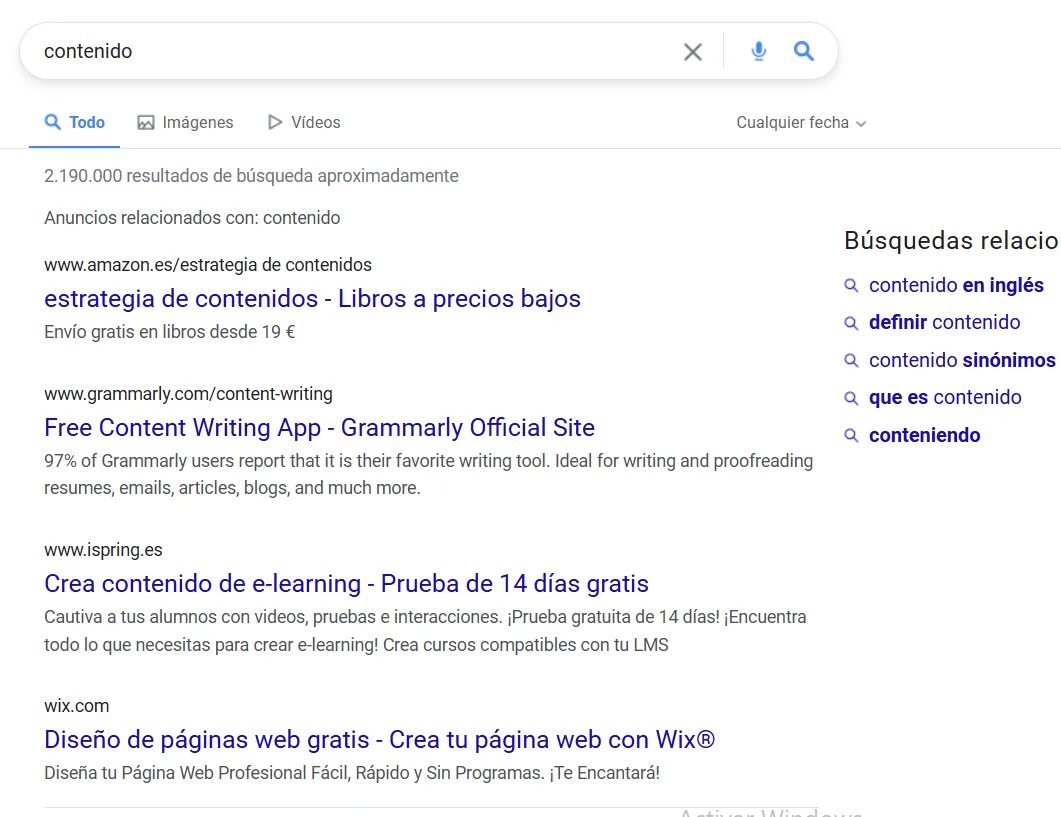 contenido
Todo
Imágenes
Vídeos
Cualquier fecha
2.190.000 resultados de búsqueda aproximadamente
Anuncios relacionados con: contenido
www.amazon.es/estrategia de contenidos
estrategia de contenidos - Libros a precios bajos
Envío gratis en libros desde 19 €
www.grammarly.com/content-writing
Free Content Writing App - Grammarly Official Site
97% of Grammarly users report that it is their favorite writing tool. Ideal for writing and proofreading
resumes, emails, articles, blogs, and much more.
www.ispring.es
Crea contenido de e-learning - Prueba de 14 días gratis
Cautiva a tus alumnos con videos, pruebas e interacciones. ¡Prueba gratuita de 14 días! ¡Encuentra
todo lo que necesitas para crear e-learning! Crea cursos compatibles con tu LMS
wix.com
Diseño de páginas web gratis - Crea tu página web con Wix®
Diseña tu Página Web Profesional Fácil, Rápido y Sin Programas. ¡Te Encantará!
Búsquedas relacio
contenido en inglés
definir contenido
contenido sinónimos
que es contenido
conteniendo
Activar Windows